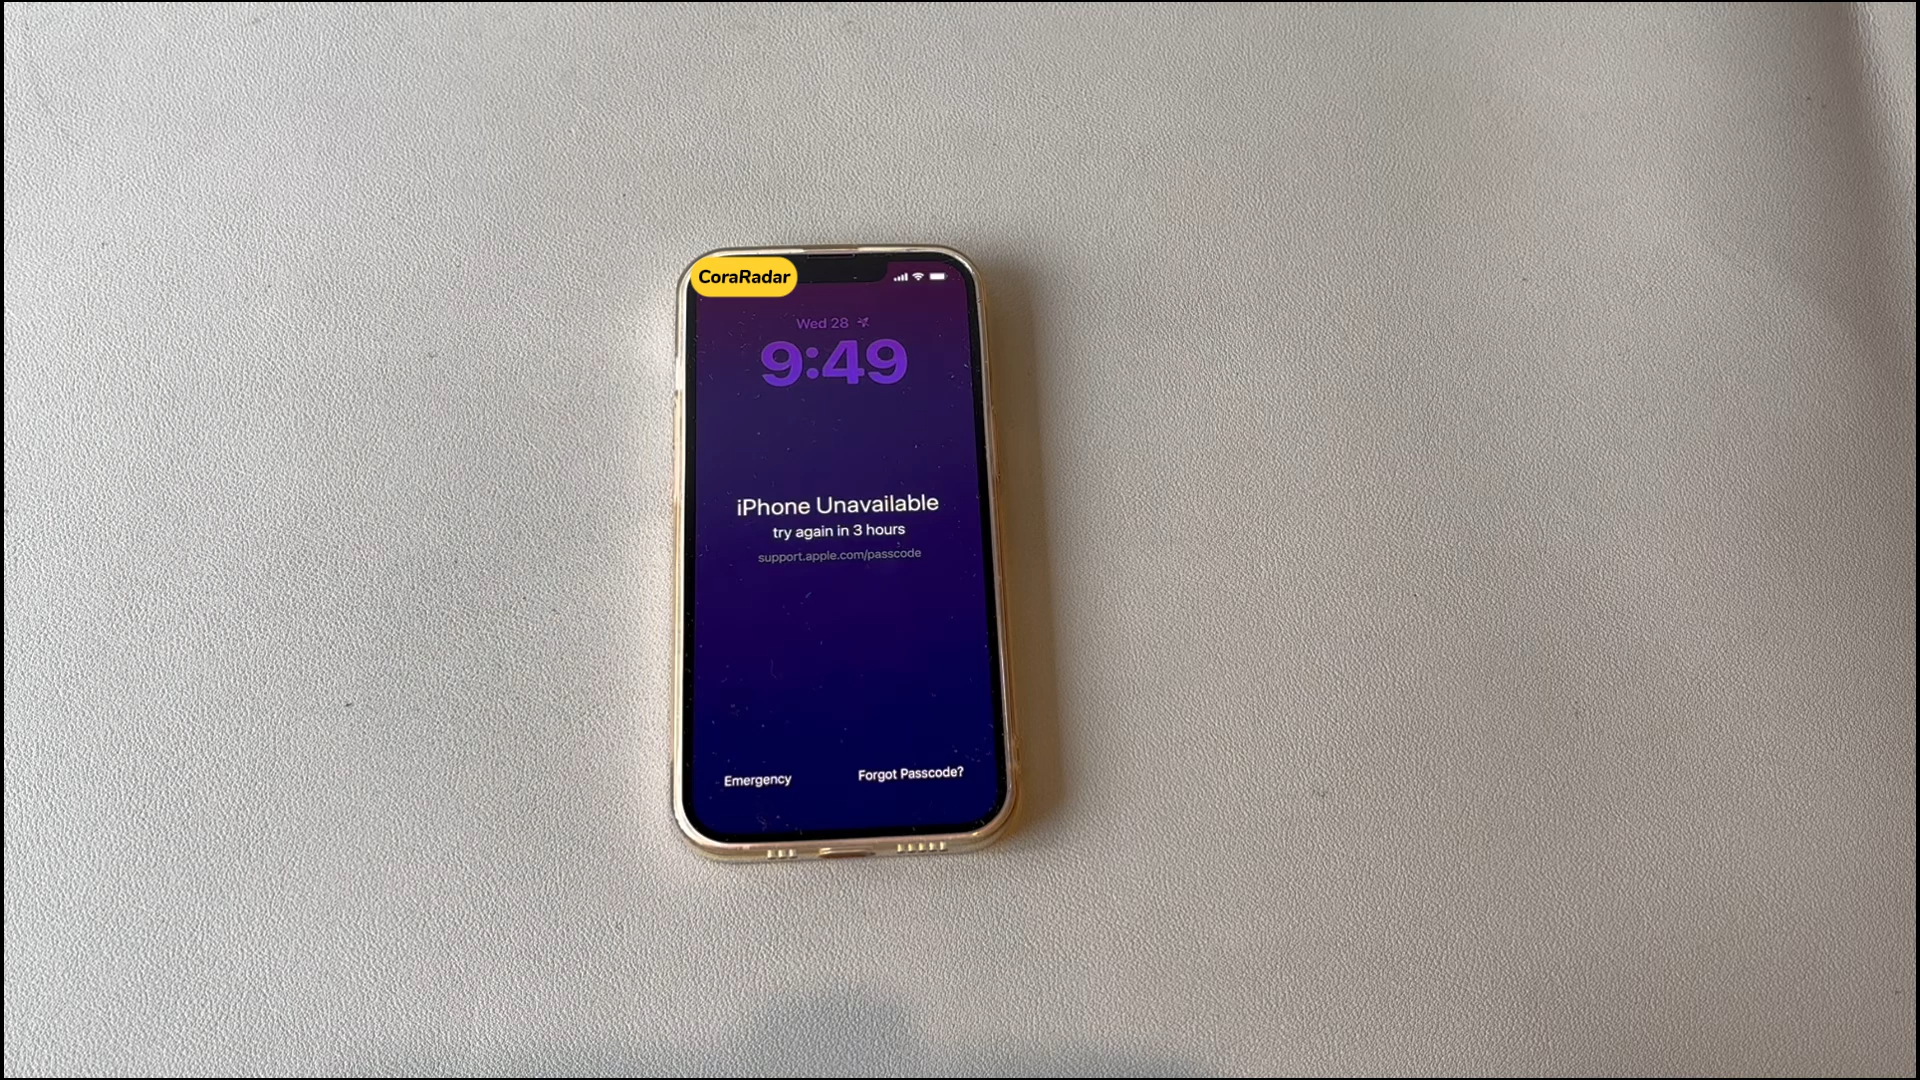 CoraRadar
Wed 28
9:49
iPhone Unavailable
try again in 3 hours
support.apple.com/passcode
Emergency
Forgot Passcode?